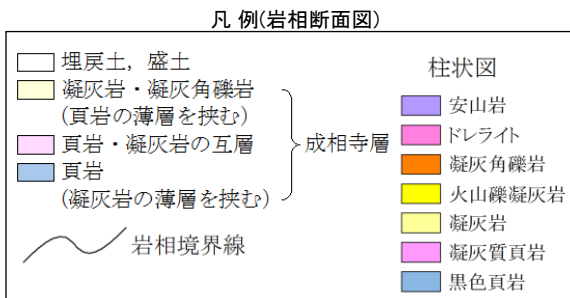 凡 例(岩相断面図)
埋戻土，盛土
凝灰岩・凝灰角礫岩
(頁岩の薄層を挟む)
頁岩・凝灰岩の互層
頁岩
(凝灰岩の薄層を挟む)
成相寺層
岩相境界線
柱状図
安山岩
ドレライト
凝灰角礫岩
火山礫凝灰岩
凝灰岩
凝灰質頁岩
黒色頁岩